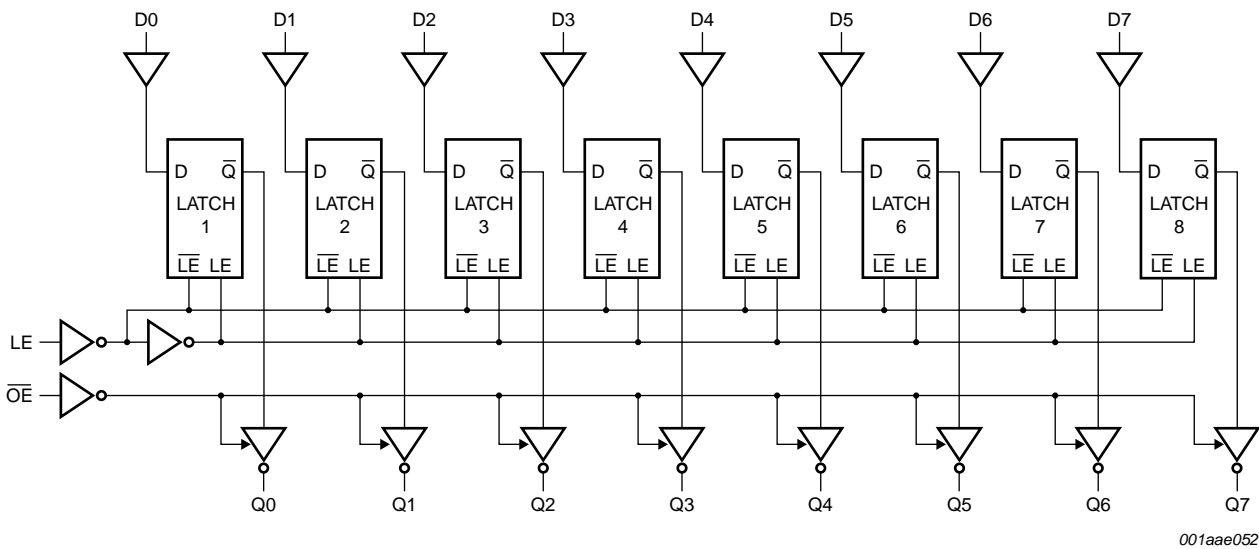 D0 D1 D2 D3 D4 D5 D6 D7
D Q̅ D Q̅ D Q̅ D Q̅ D Q̅ D Q̅ D Q̅ D Q̅
LATCH LATCH LATCH LATCH LATCH LATCH LATCH LATCH
1 2 3 4 5 6 7 8
L̅E̅ LE L̅E̅ LE L̅E̅ LE L̅E̅ LE L̅E̅ LE L̅E̅ LE L̅E̅ LE L̅E̅ LE
LE
O̅E̅
Q0 Q1 Q2 Q3 Q4 Q5 Q6 Q7
001aae052